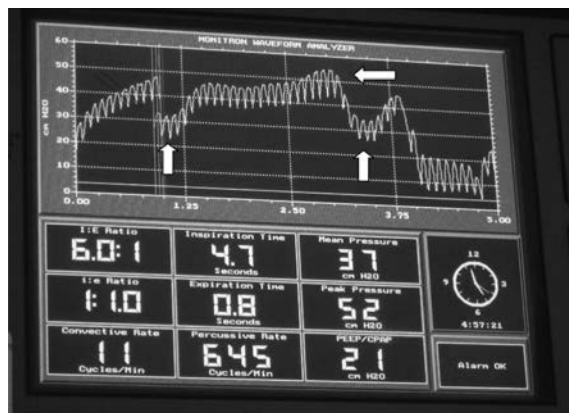 MONITRON WAVEFORM ANALYZER
60
50
40
30
20
10
0
cm H2O
0.00 1.25 2.50 3.75 5.00
I:E Ratio
6.0:1
Inspiration Time
4.7
Seconds
Mean Pressure
37
cm H2O
i:e Ratio
1:1.0
Expiration Time
0.8
Seconds
Peak Pressure
52
cm H2O
Convective Rate
11
Cycles/Min
Percussive Rate
645
Cycles/Min
PEEP/CPAP
21
cm H2O
12
9 3
6
4:57:21
Alarm OK